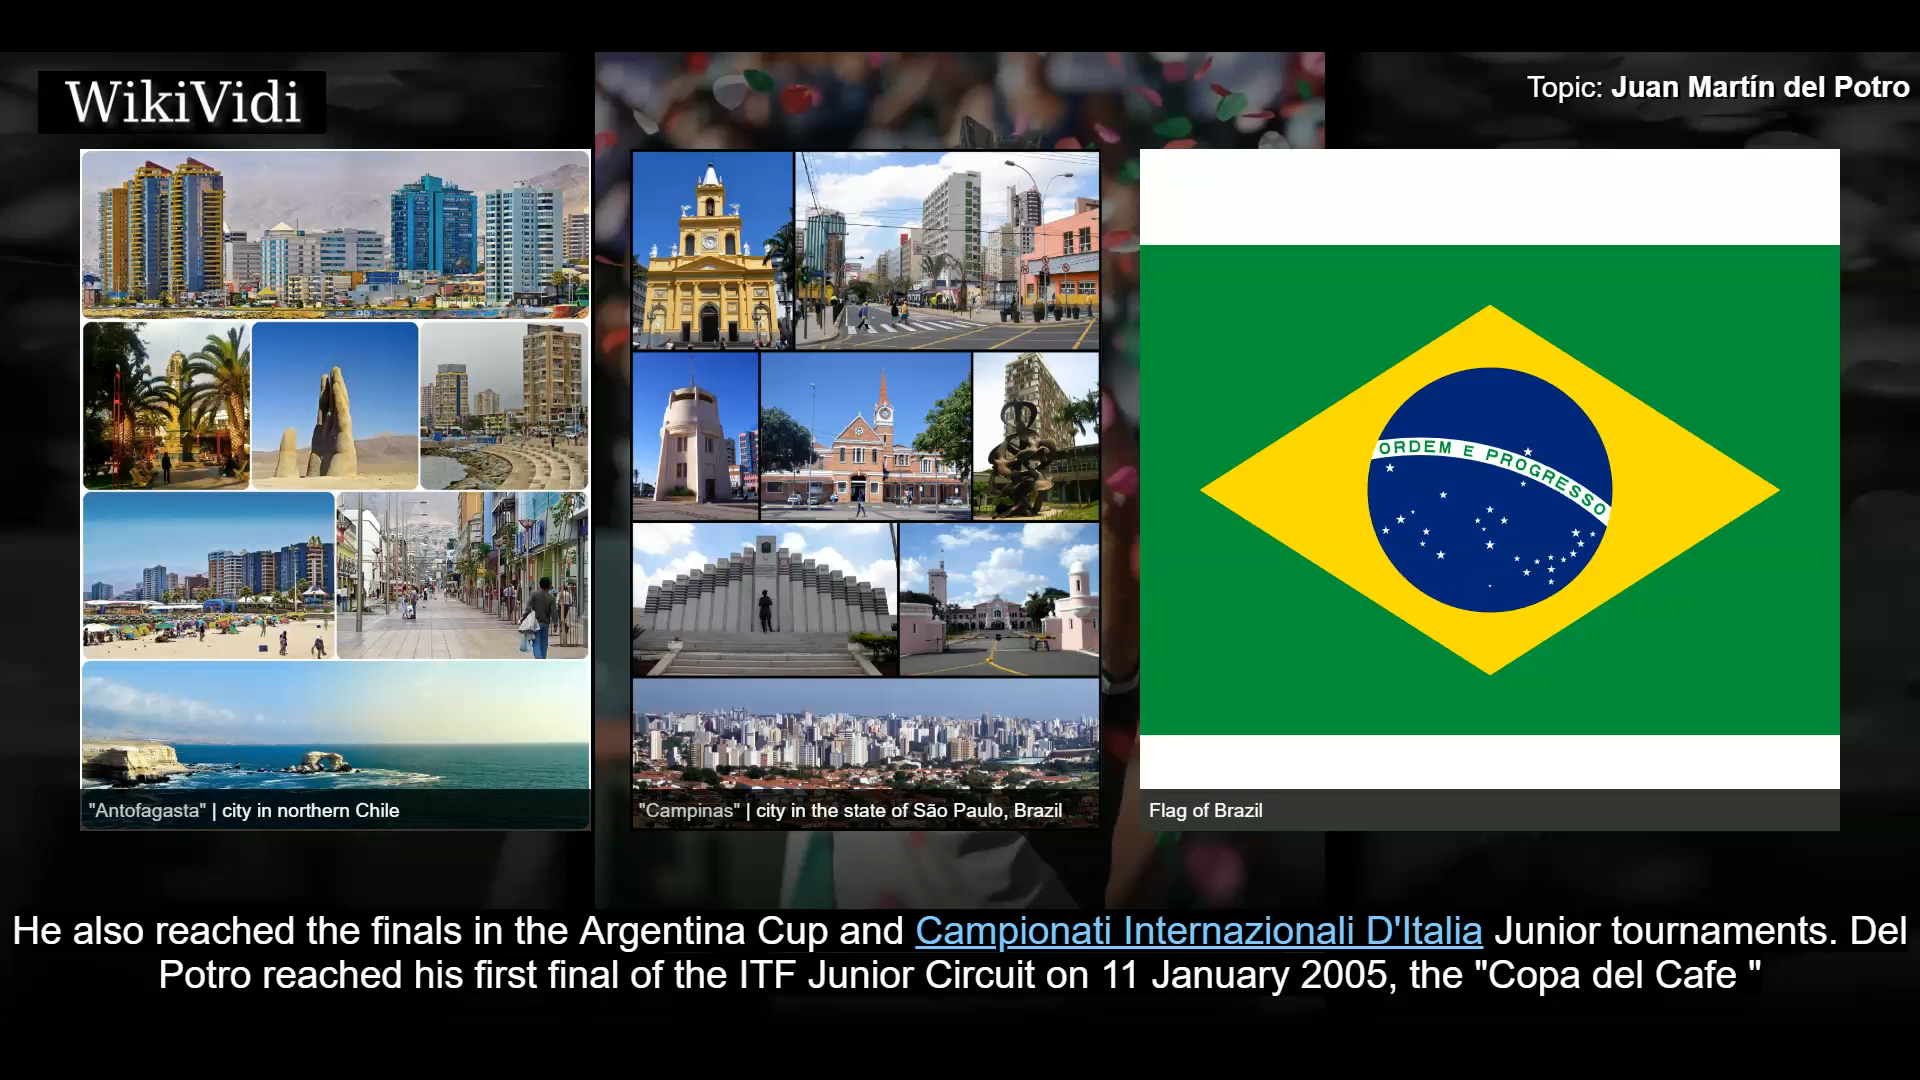 WikiVidi
Topic: Juan Martín del Potro
ORDEM E PROGRESSO
"Antofagasta" | city in northern Chile
"Campinas" | city in the state of São Paulo, Brazil
Flag of Brazil
He also reached the finals in the Argentina Cup and Campionati Internazionali D'Italia Junior tournaments. Del
Potro reached his first final of the ITF Junior Circuit on 11 January 2005, the "Copa del Cafe "